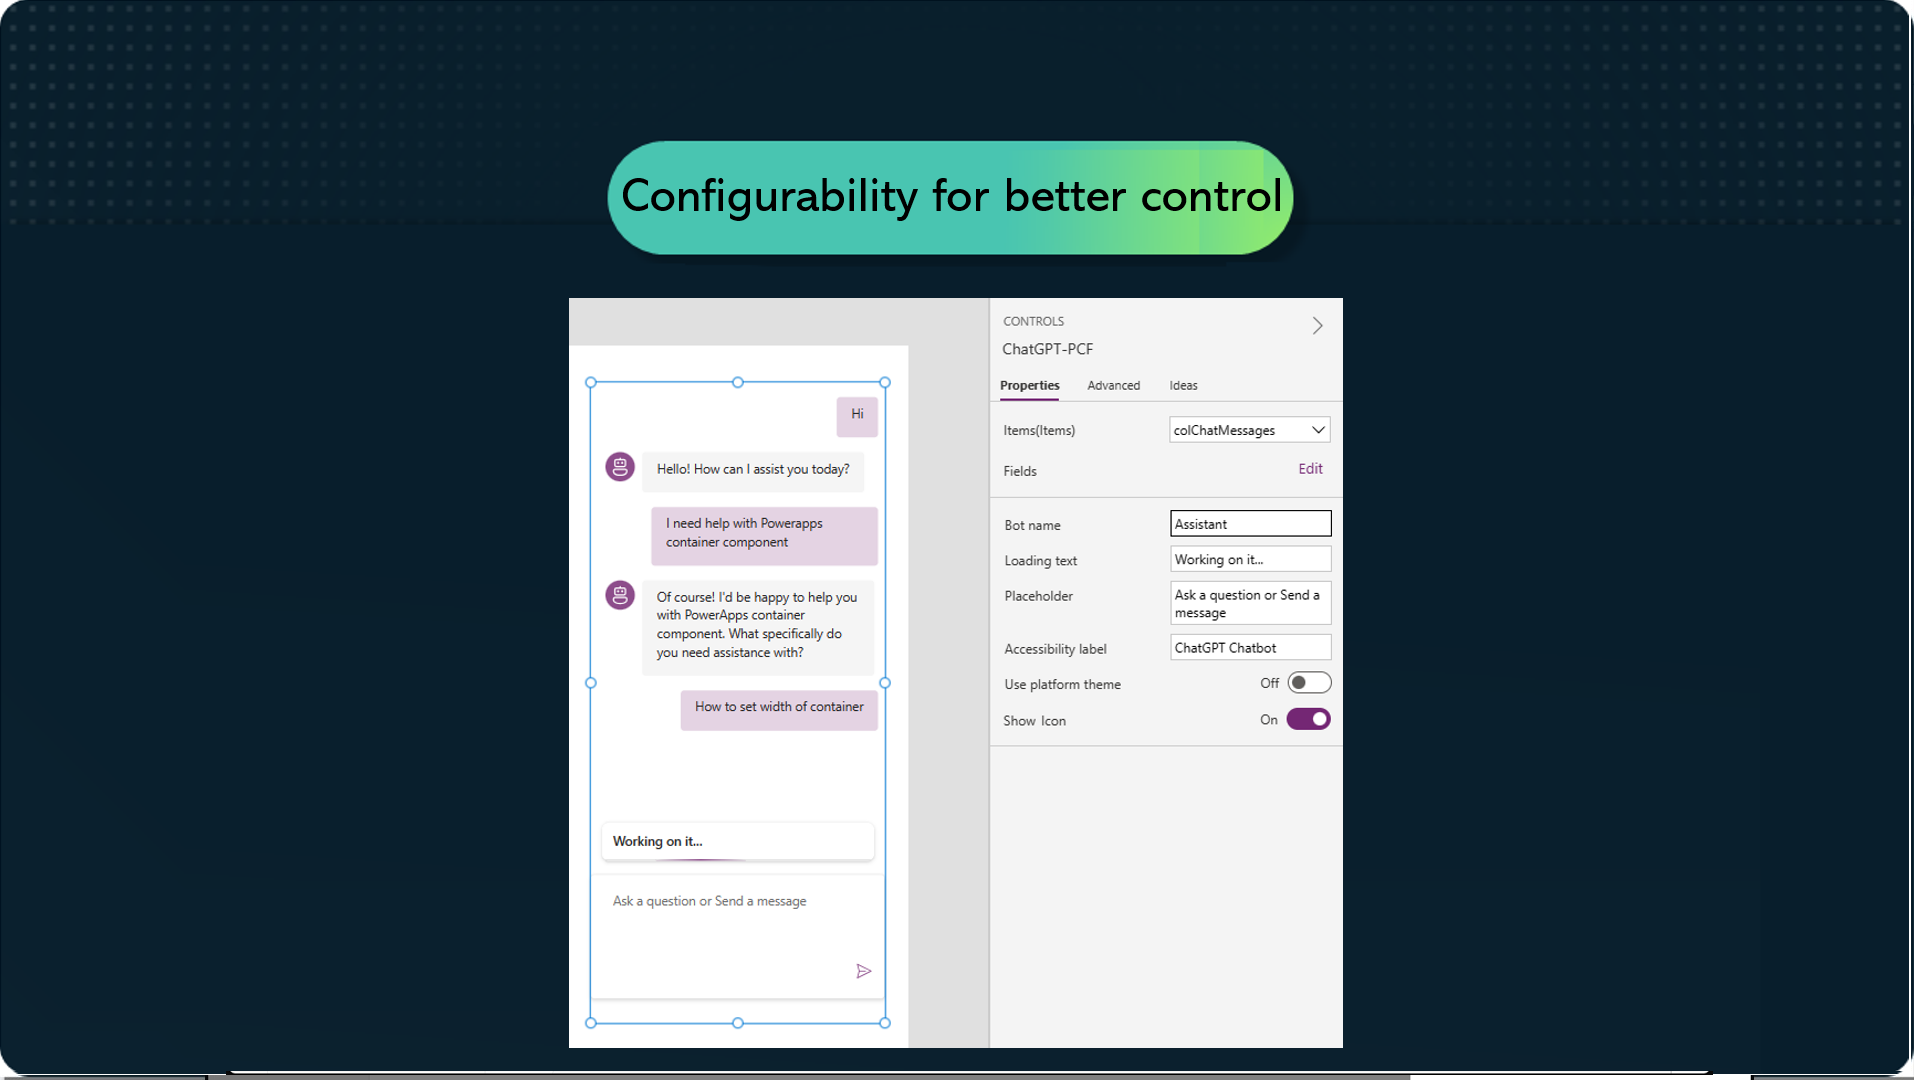 Configurability for better control
Hi
Hello! How can I assist you today?
I need help with Powerapps
container component
Of course! I'd be happy to help you
with PowerApps container
component. What specifically do
you need assistance with?
How to set width of container
Working on it...
Ask a question or Send a message
CONTROLS
ChatGPT-PCF
Properties Advanced Ideas
Items(Items) colChatMessages
Fields Edit
Bot name Assistant
Loading text Working on it...
Placeholder Ask a question or Send a
message
Accessibility label ChatGPT Chatbot
Use platform theme Off
Show Icon On